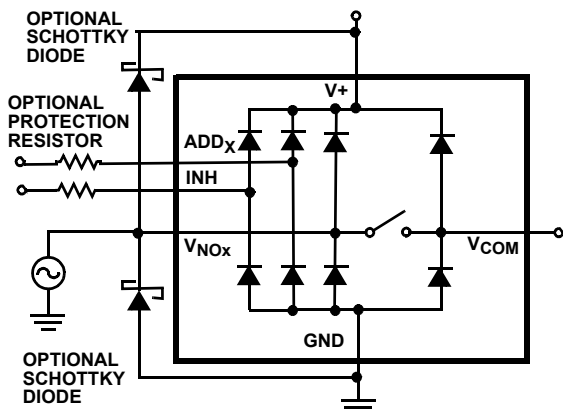 OPTIONAL
SCHOTTKY
DIODE
OPTIONAL
PROTECTION
RESISTOR
V+
ADDX
INH
VNOx
VCOM
GND
OPTIONAL
SCHOTTKY
DIODE